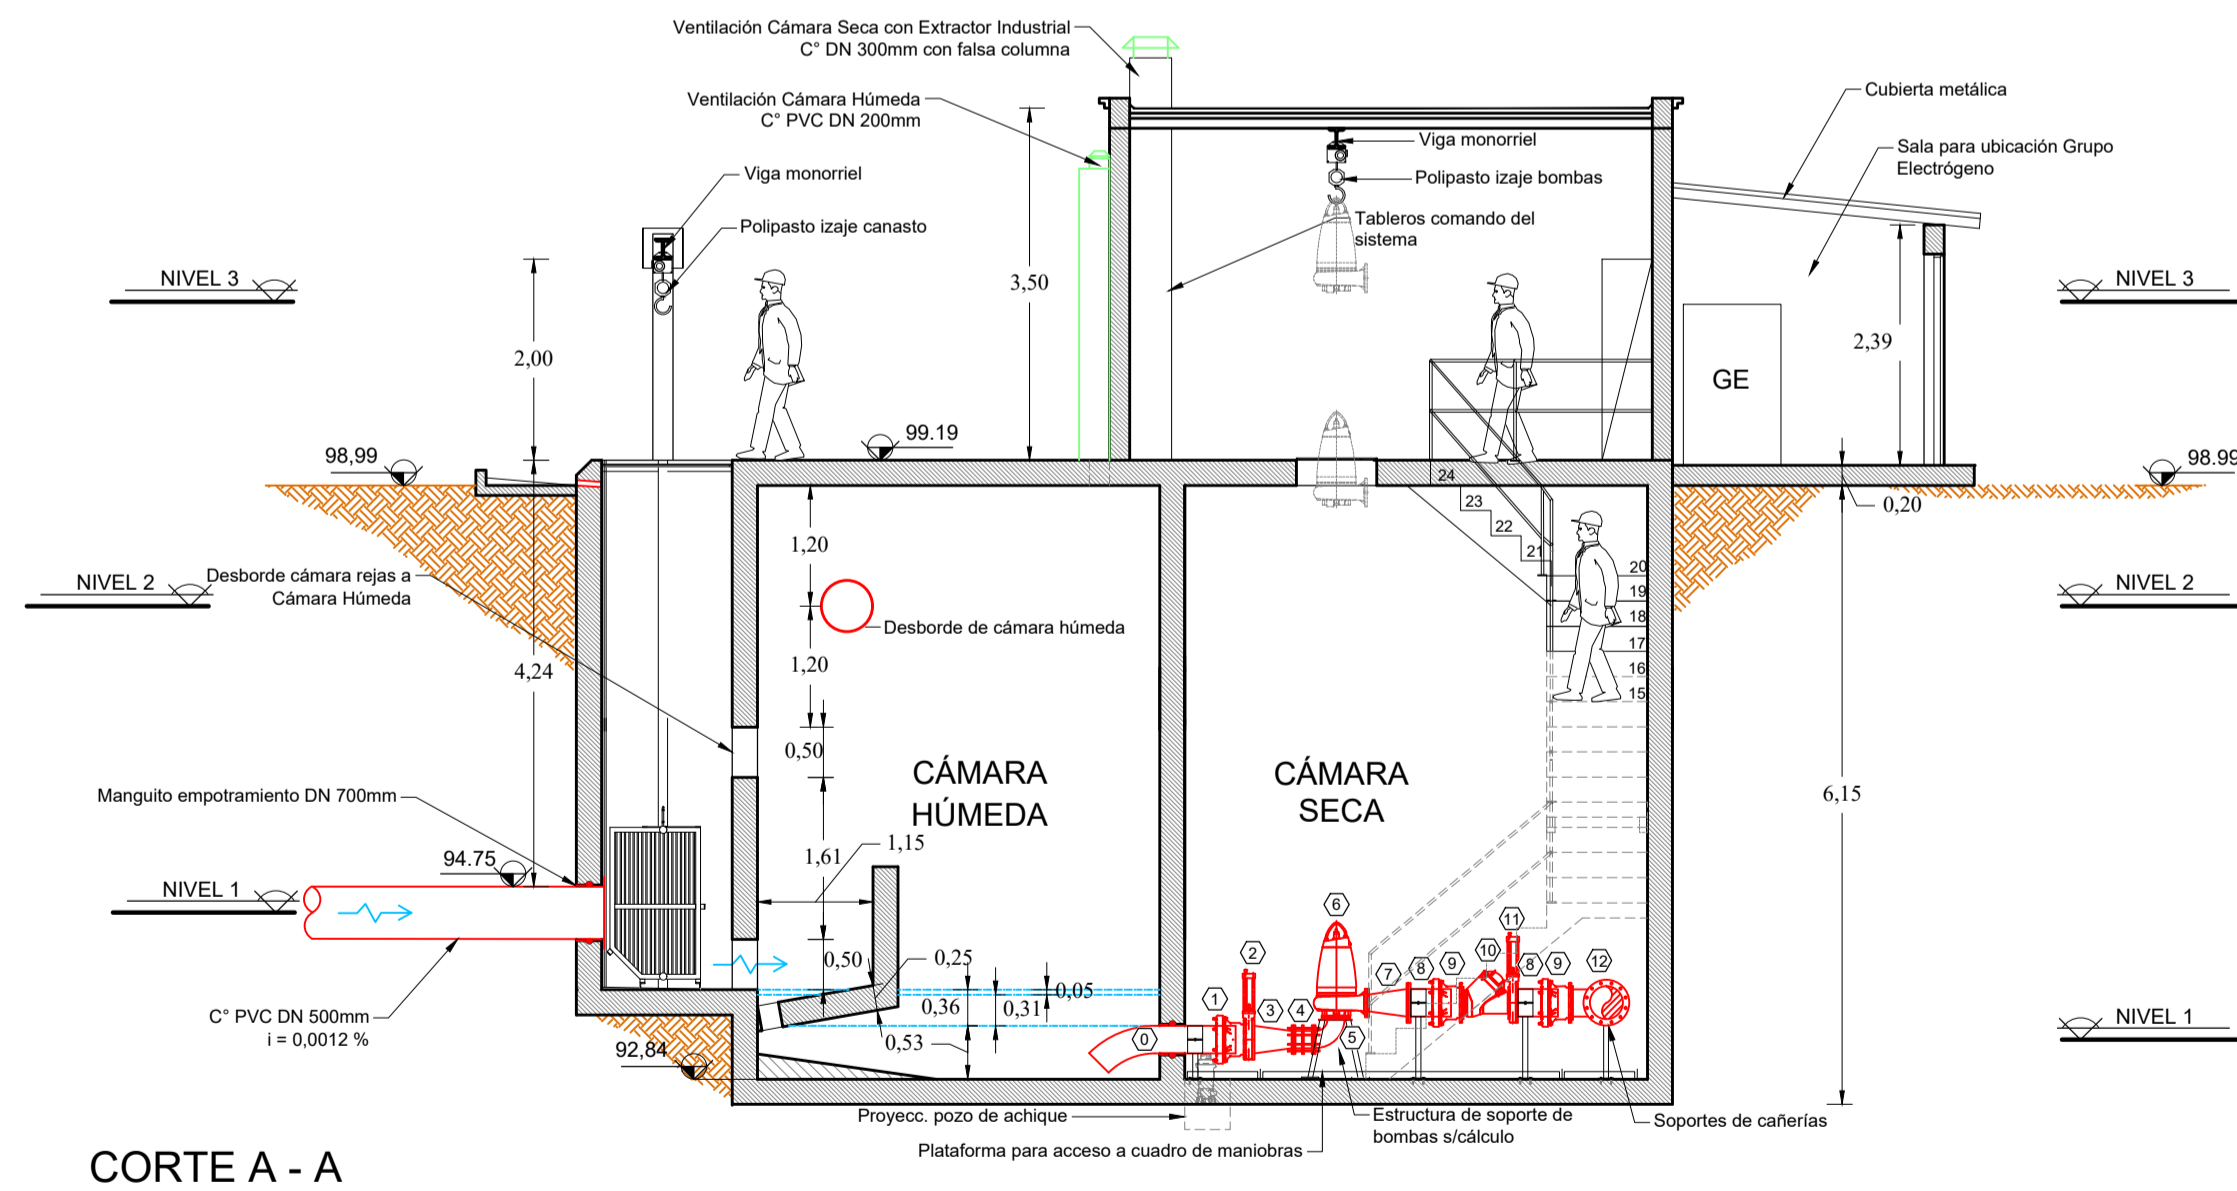 Ventilación Cámara Seca con Extractor Industrial
C° DN 300mm con falsa columna
Ventilación Cámara Húmeda
C° PVC DN 200mm
Cubierta metálica
Viga monorriel
Sala para ubicación Grupo
Electrógeno
Viga monorriel
Polipasto izaje bombas
Polipasto izaje canasto
Tableros comando del
sistema
NIVEL 3
NIVEL 3
3,50
2,00
2,39
GE
99.19
98,99
98.99
0,20
24
23
22
21
20
19
18
17
16
15
1,20
NIVEL 2
NIVEL 2
Desborde cámara rejas a
Cámara Húmeda
Desborde de cámara húmeda
1,20
4,24
0,50
CÁMARA
HÚMEDA
CÁMARA
SECA
6,15
Manguito empotramiento DN 700mm
1,15
1,61
94.75
NIVEL 1
6
11
2
10
7
8
9
8
9
12
0,50
0,25
0,05
0,36
0,31
1
3
4
5
0
C° PVC DN 500mm
i = 0,0012 %
NIVEL 1
0,53
92,84
Proyecc. pozo de achique
Estructura de soporte de
bombas s/cálculo
Soportes de cañerías
Plataforma para acceso a cuadro de maniobras
CORTE A - A